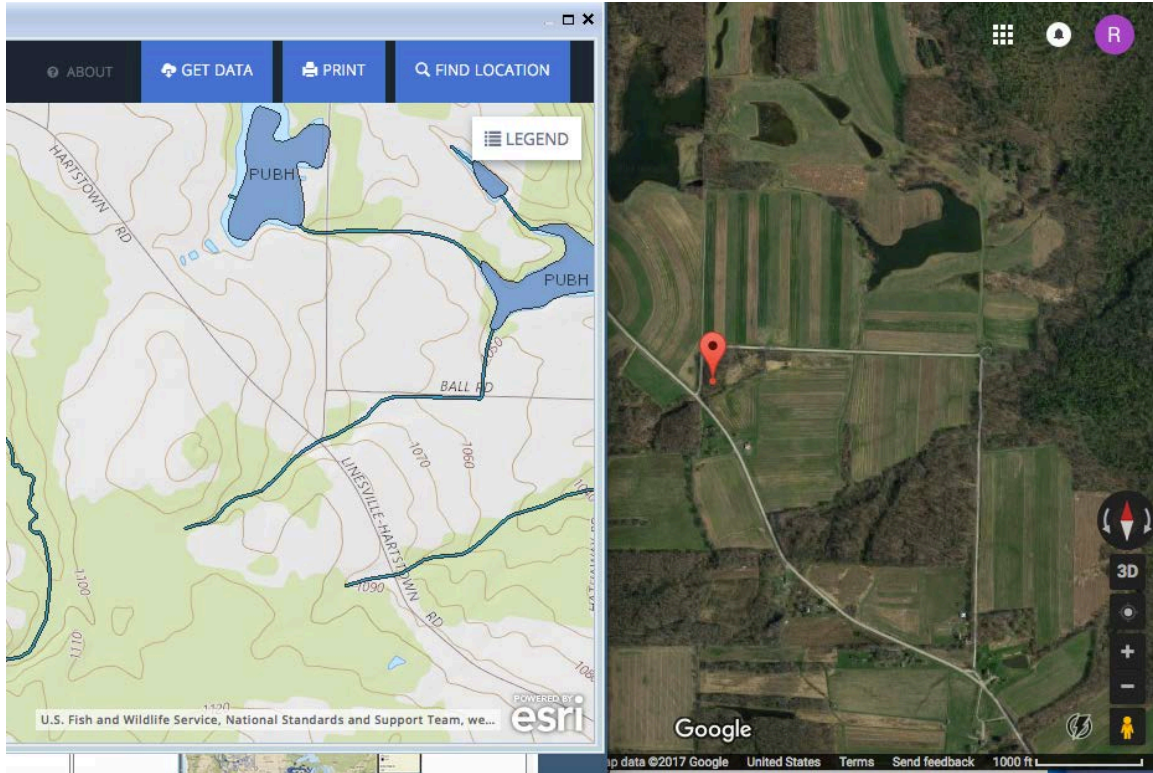 ABOUT
GET DATA
PRINT
FIND LOCATION
R
LEGEND
HARTSTOWN
RD
PUBH
PUBH
1050
BALL RD
1070
1060
LINESVILLE-HARTSTOWN
RD
1090
1100
1110
1120
U.S. Fish and Wildlife Service, National Standards and Support Team, we...
POWERED BY
esri
3D
Google
map data ©2017 Google United States Terms Send feedback 1000 ft